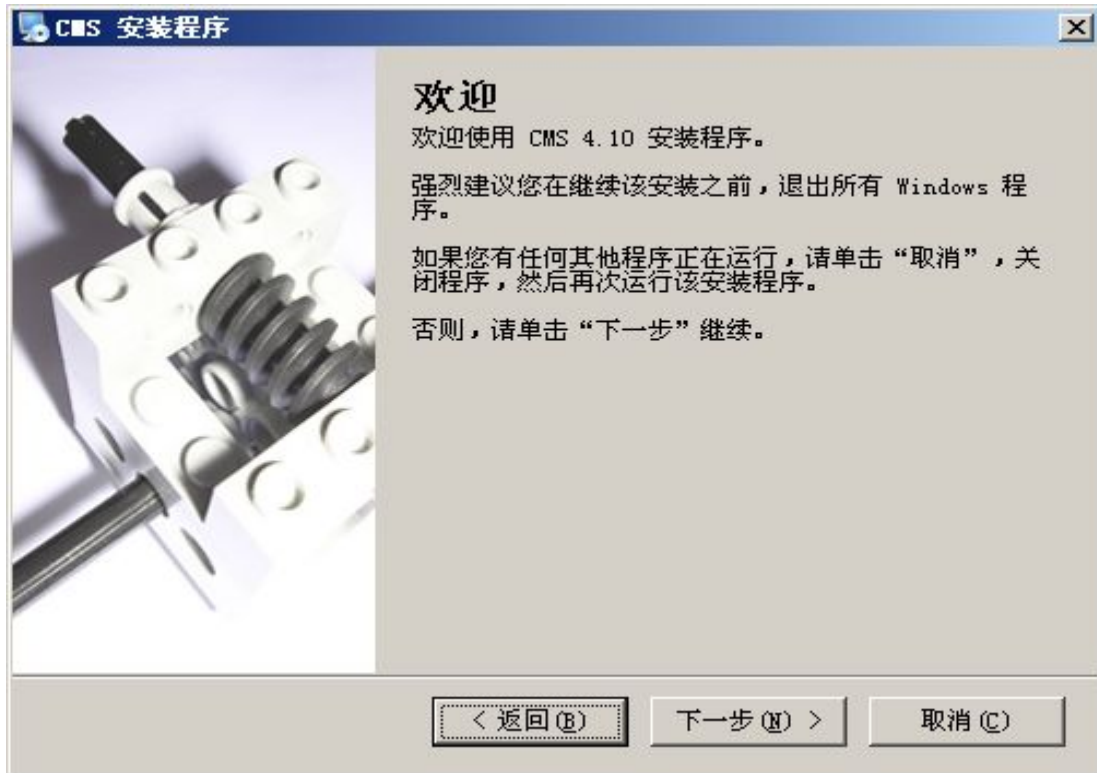 CMS 安装程序
欢迎
欢迎使用 CMS 4.10 安装程序。
强烈建议您在继续该安装之前，退出所有 Windows 程
序。
如果您有任何其他程序正在运行，请单击“取消”，关
闭程序，然后再次运行该安装程序。
否则，请单击“下一步”继续。
< 返回(B)
下一步(N) >
取消(C)